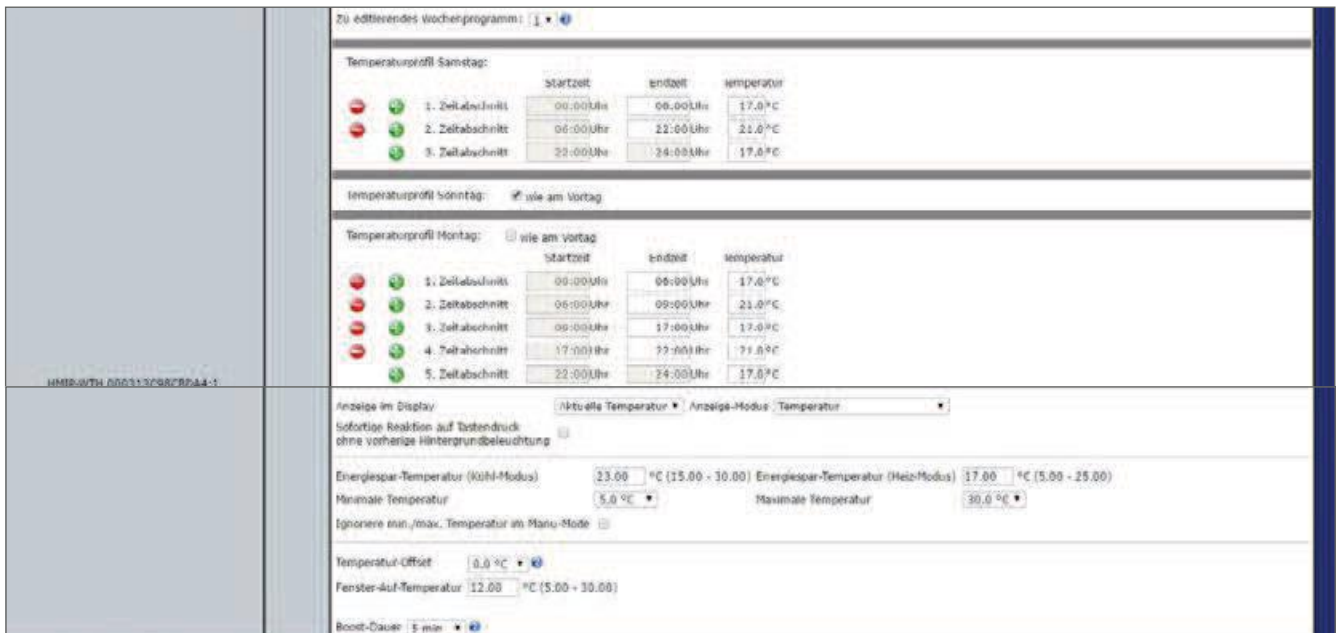 Zu editierendes Wochenprogramm: 1
Temperaturprofil Samstag:
Startzeit Endzeit Temperatur
1. Zeitabschnitt 00:00 Uhr 06:00 Uhr 17.0 °C
2. Zeitabschnitt 06:00 Uhr 22:00 Uhr 21.0 °C
3. Zeitabschnitt 22:00 Uhr 24:00 Uhr 17.0 °C
Temperaturprofil Sonntag: wie am Vortag
Temperaturprofil Montag: wie am Vortag
Startzeit Endzeit Temperatur
1. Zeitabschnitt 00:00 Uhr 06:00 Uhr 17.0 °C
2. Zeitabschnitt 06:00 Uhr 09:00 Uhr 21.0 °C
3. Zeitabschnitt 09:00 Uhr 17:00 Uhr 17.0 °C
4. Zeitabschnitt 17:00 Uhr 22:00 Uhr 21.0 °C
5. Zeitabschnitt 22:00 Uhr 24:00 Uhr 17.0 °C
Anzeige im Display Aktuelle Temperatur Anzeige-Modus Temperatur
Sofortige Reaktion auf Tastendruck
ohne vorherige Hintergrundbeleuchtung
Energiespar-Temperatur (Kühl-Modus) 23.00 °C (15.00 - 30.00) Energiespar-Temperatur (Heiz-Modus) 17.00 °C (5.00 - 25.00)
Minimale Temperatur 5.0 °C Maximale Temperatur 30.0 °C
Ignoriere min./max. Temperatur im Manu-Mode
Temperatur-Offset 0.0 °C
Fenster-Auf-Temperatur 12.00 °C (5.00 - 30.00)
Boost-Dauer 5 min